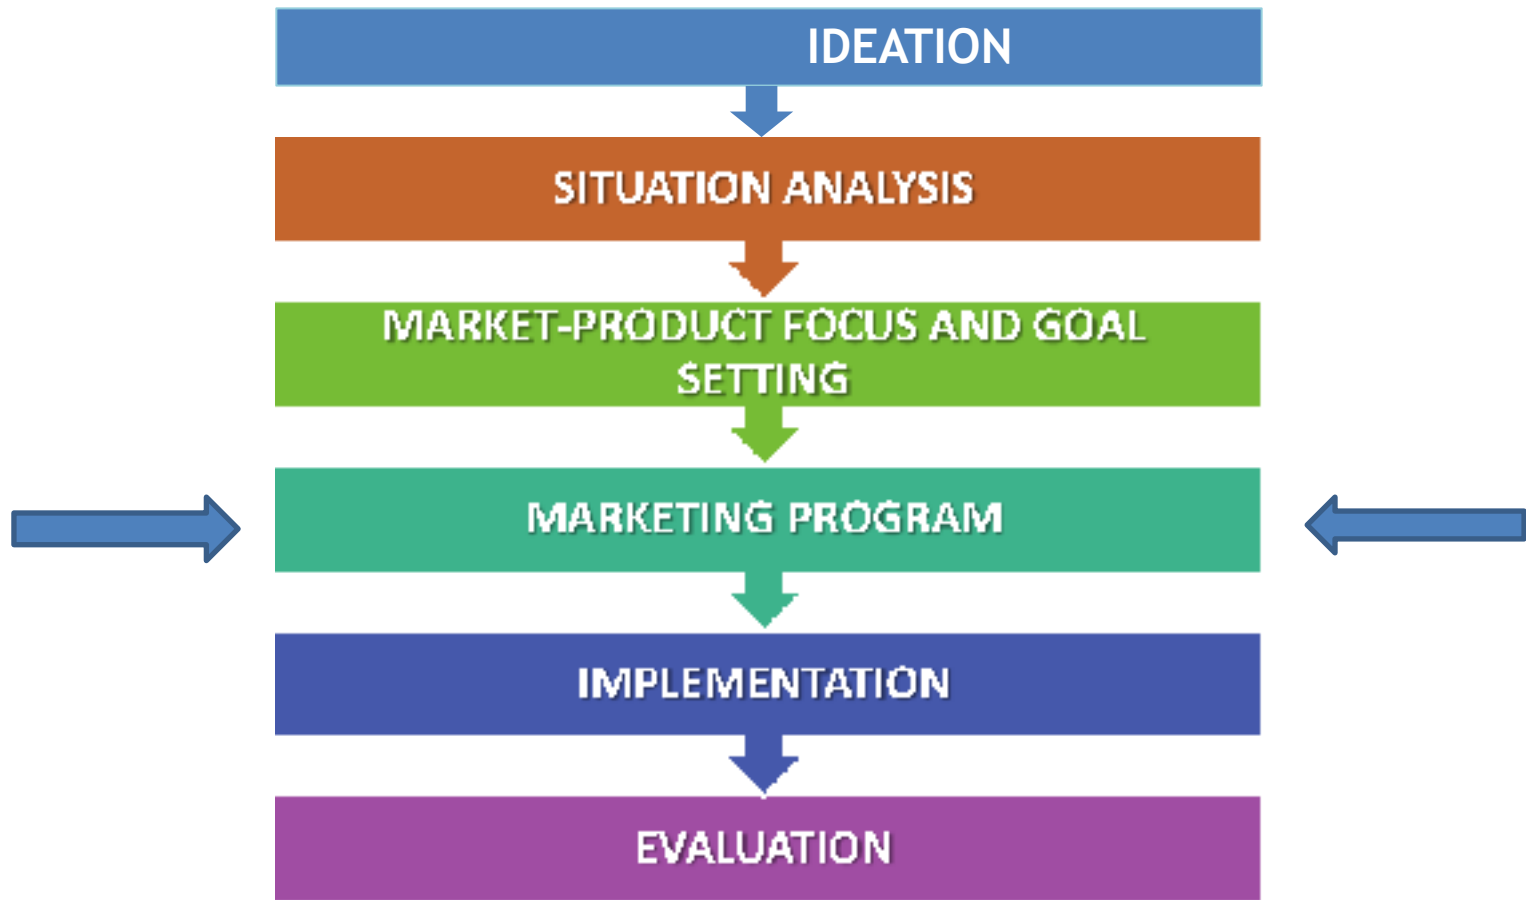 IDEATION
SITUATION ANALYSIS
MARKET-PRODUCT FOCUS AND GOAL
SETTING
MARKETING PROGRAM
IMPLEMENTATION
EVALUATION